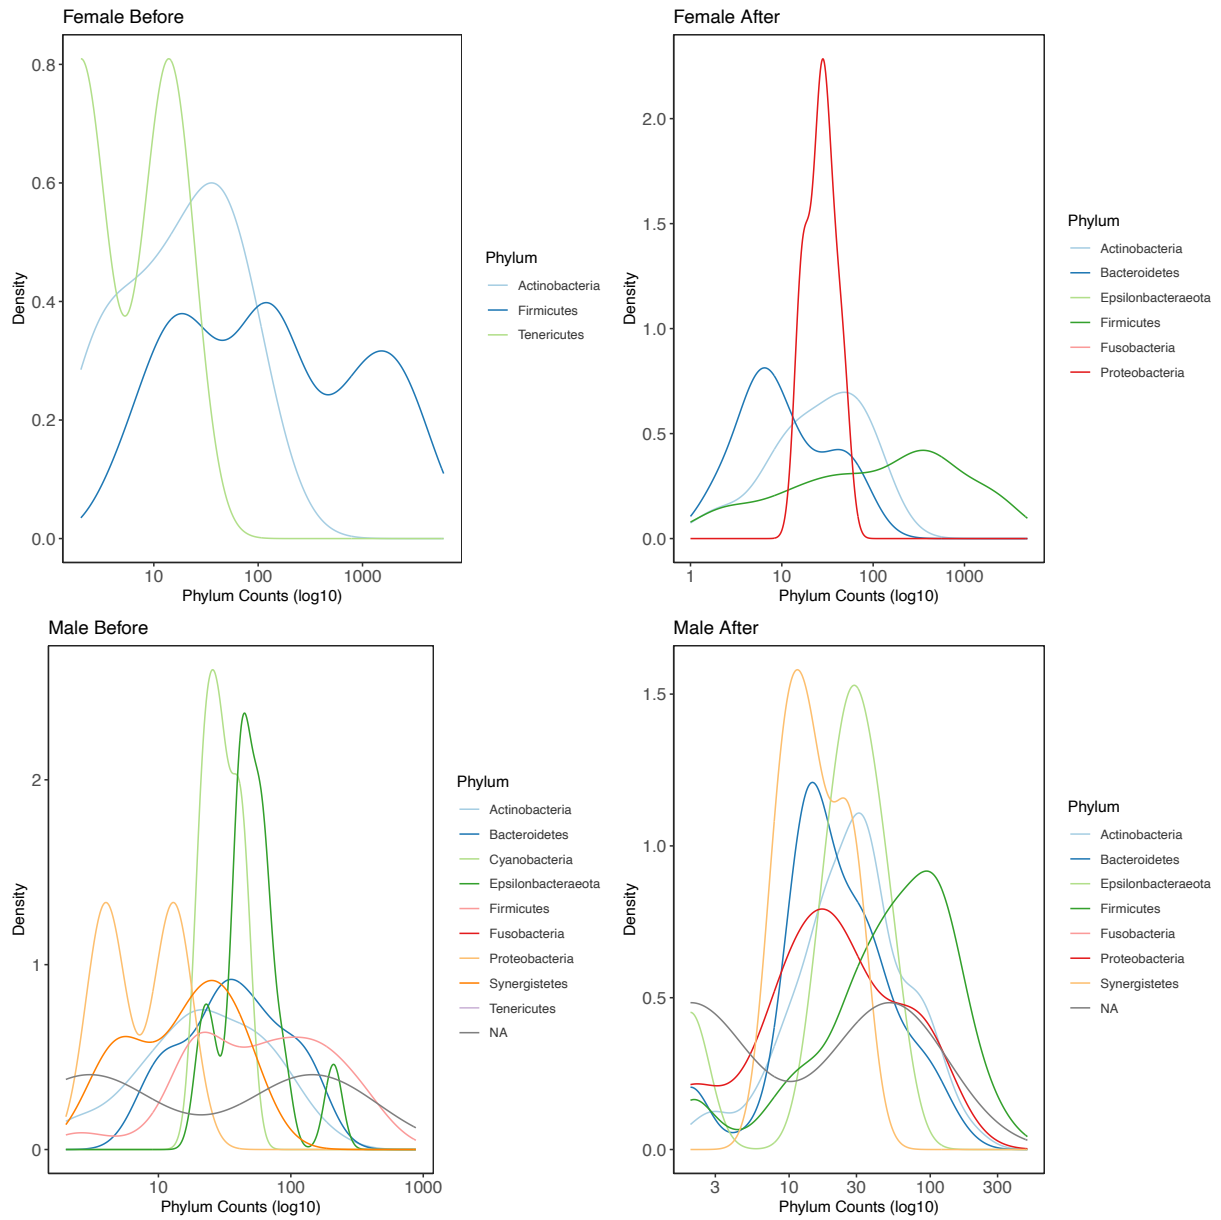 Female Before
0.8
0.6
0.4
0.2
0.0
Density
10 100 1000
Phylum Counts (log10)
Phylum
Actinobacteria
Firmicutes
Tenericutes
Female After
2.0
1.5
1.0
0.5
0.0
Density
1 10 100 1000
Phylum Counts (log10)
Phylum
Actinobacteria
Bacteroidetes
Epsilonbacteraeota
Firmicutes
Fusobacteria
Proteobacteria
Male Before
2
1
0
Density
10 100 1000
Phylum Counts (log10)
Phylum
Actinobacteria
Bacteroidetes
Cyanobacteria
Epsilonbacteraeota
Firmicutes
Fusobacteria
Proteobacteria
Synergistetes
Tenericutes
NA
Male After
1.5
1.0
0.5
0.0
Density
3 10 30 100 300
Phylum Counts (log10)
Phylum
Actinobacteria
Bacteroidetes
Epsilonbacteraeota
Firmicutes
Fusobacteria
Proteobacteria
Synergistetes
NA